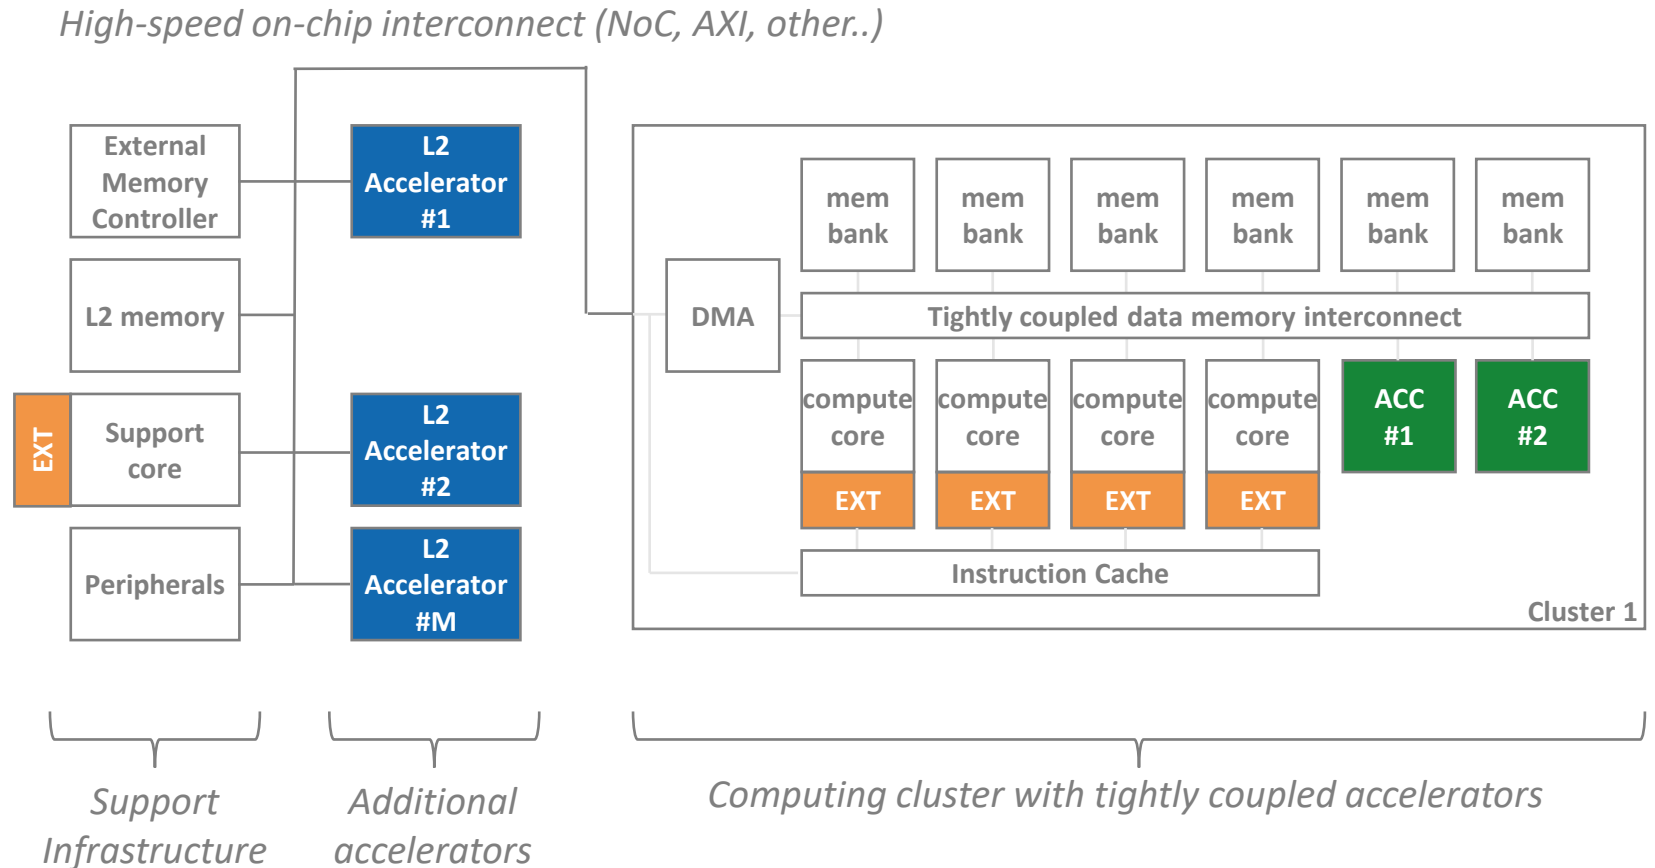 High-speed on-chip interconnect (NoC, AXI, other..)
External
Memory
Controller
L2 memory
EXT
Support
core
Peripherals
L2
Accelerator
#1
L2
Accelerator
#2
L2
Accelerator
#M
DMA
mem
bank
mem
bank
mem
bank
mem
bank
mem
bank
mem
bank
Tightly coupled data memory interconnect
compute
core
EXT
compute
core
EXT
compute
core
EXT
compute
core
EXT
ACC
#1
ACC
#2
Instruction Cache
Cluster 1
Support
Infrastructure
Additional
accelerators
Computing cluster with tightly coupled accelerators